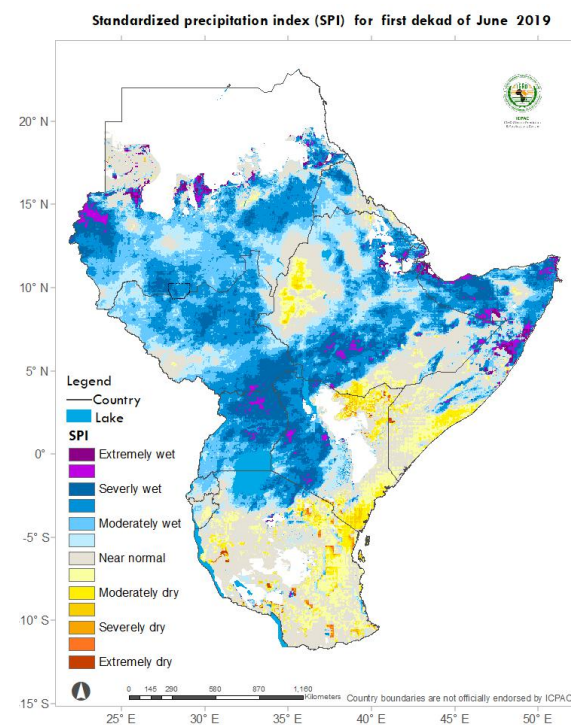 Standardized precipitation index (SPI) for first dekad of June 2019
ICPAC
20° N
15° N
10° N
5° N
0°
5° S
10° S
15° S
Legend
Country
Lake
SPI
Extremely wet
Severly wet
Moderately wet
Near normal
Moderately dry
Severely dry
Extremely dry
0 145 290 580 870 1,160
Kilometers
Country boundaries are not officially endorsed by ICPAC
25° E 30° E 35° E 40° E 45° E 50° E